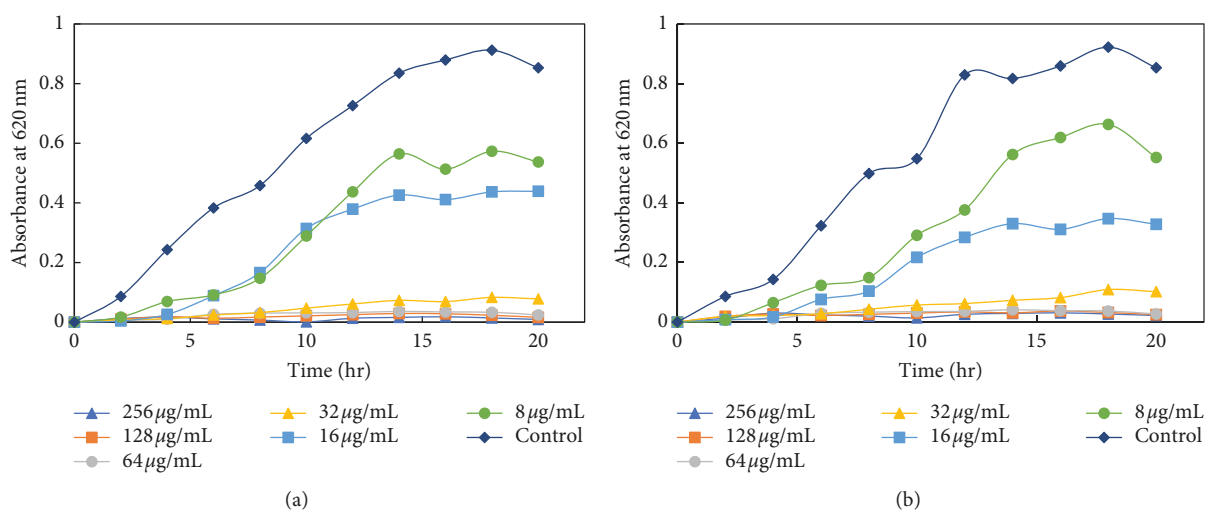 Absorbance at 620 nm
1
0.8
0.6
0.4
0.2
0
0 5 10 15 20
Time (hr)
256 μg/mL 32 μg/mL 8 μg/mL
128 μg/mL 16 μg/mL Control
64 μg/mL
(a)
Absorbance at 620 nm
1
0.8
0.6
0.4
0.2
0
0 5 10 15 20
Time (hr)
256 μg/mL 32 μg/mL 8 μg/mL
128 μg/mL 16 μg/mL Control
64 μg/mL
(b)